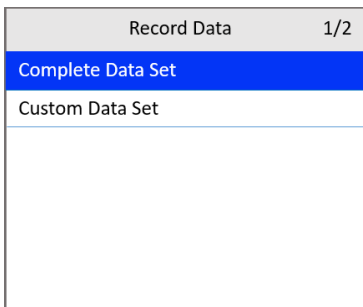 Record Data 1/2
Complete Data Set
Custom Data Set